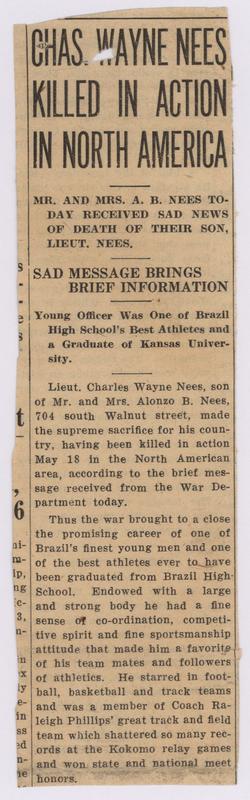 CHAS. WAYNE NEES
KILLED IN ACTION
IN NORTH AMERICA
MR. AND MRS. A. B. NEES TO-
DAY RECEIVED SAD NEWS
OF DEATH OF THEIR SON,
LIEUT. NEES.
SAD MESSAGE BRINGS
BRIEF INFORMATION
Young Officer Was One of Brazil
High School's Best Athletes and
a Graduate of Kansas Univer-
sity.
Lieut. Charles Wayne Nees, son
of Mr. and Mrs. Alonzo B. Nees,
704 south Walnut street, made
the supreme sacrifice for his coun-
try, having been killed in action
May 18 in the North American
area, according to the brief mes-
sage received from the War De-
partment today.
Thus the war brought to a close
the promising career of one of
Brazil's finest young men and one
of the best athletes ever to have
been graduated from Brazil High
School. Endowed with a large
and strong body he had a fine
sense of co-ordination, competi-
tive spirit and fine sportsmanship
attitude that made him a favorite
of his team mates and followers
of athletics. He starred in foot-
ball, basketball and track teams
and was a member of Coach Ra-
leigh Phillips' great track and field
team which shattered so many rec-
ords at the Kokomo relay games
and won state and national meet
honors.